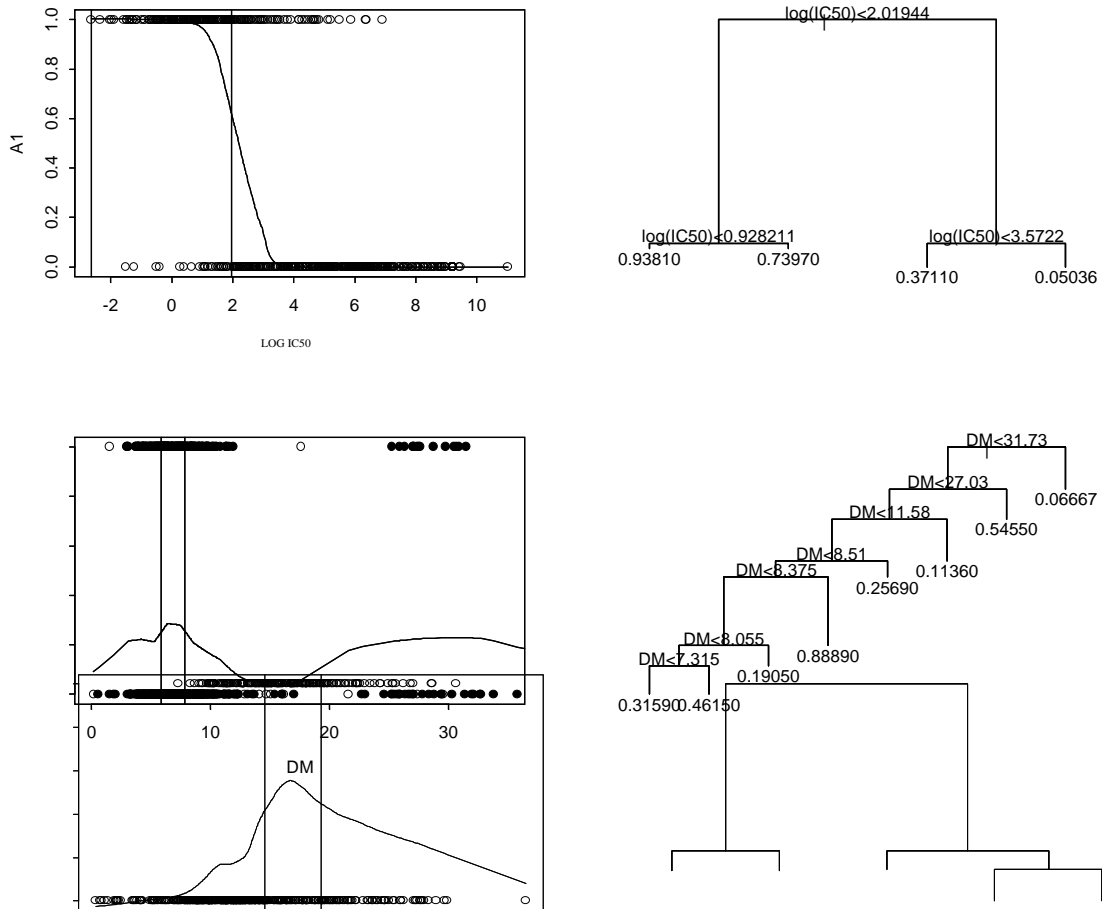 1.0
0.8
0.6
0.4
0.2
0.0
A1
-2 0 2 4 6 8 10
LOG IC50
log(IC50)<2.01944
log(IC50)<0.928211
log(IC50)<3.5722
0.93810
0.73970
0.37110
0.05036
0 10 20 30
DM
DM<31.73
DM<27.03
0.06667
DM<11.58
0.54550
DM<8.51
0.11360
DM<8.375
0.25690
DM<8.055
0.88890
DM<7.315
0.19050
0.31590
0.46150